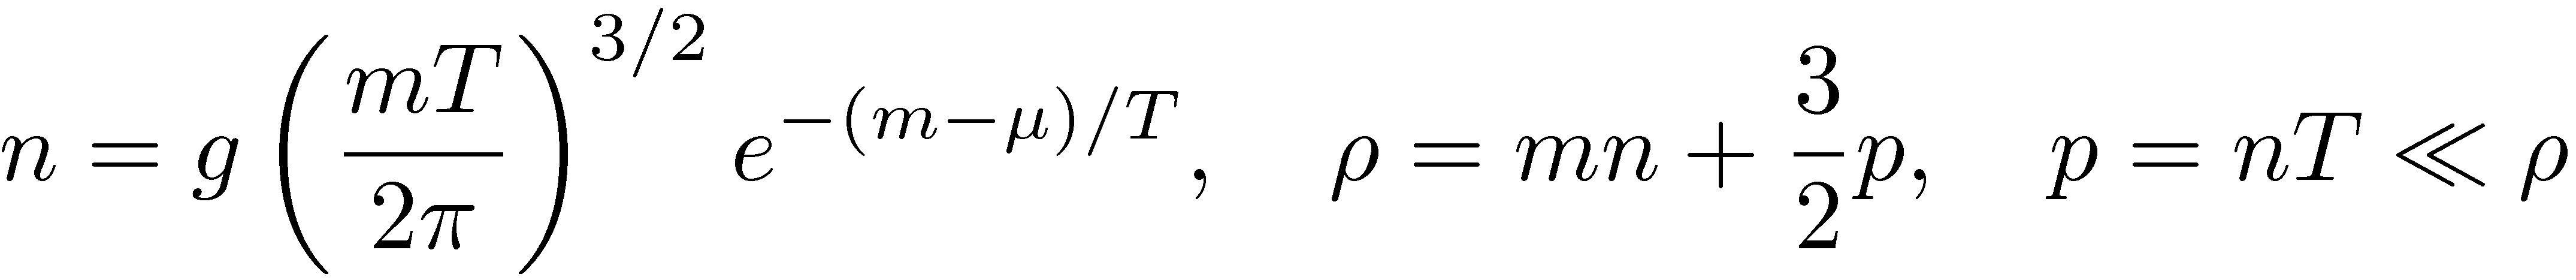 n = g \left( \frac{mT}{2\pi} \right)^{3/2} e^{-(m-\mu)/T}, \quad \rho = mn + \frac{3}{2}p, \quad p = nT \ll \rho